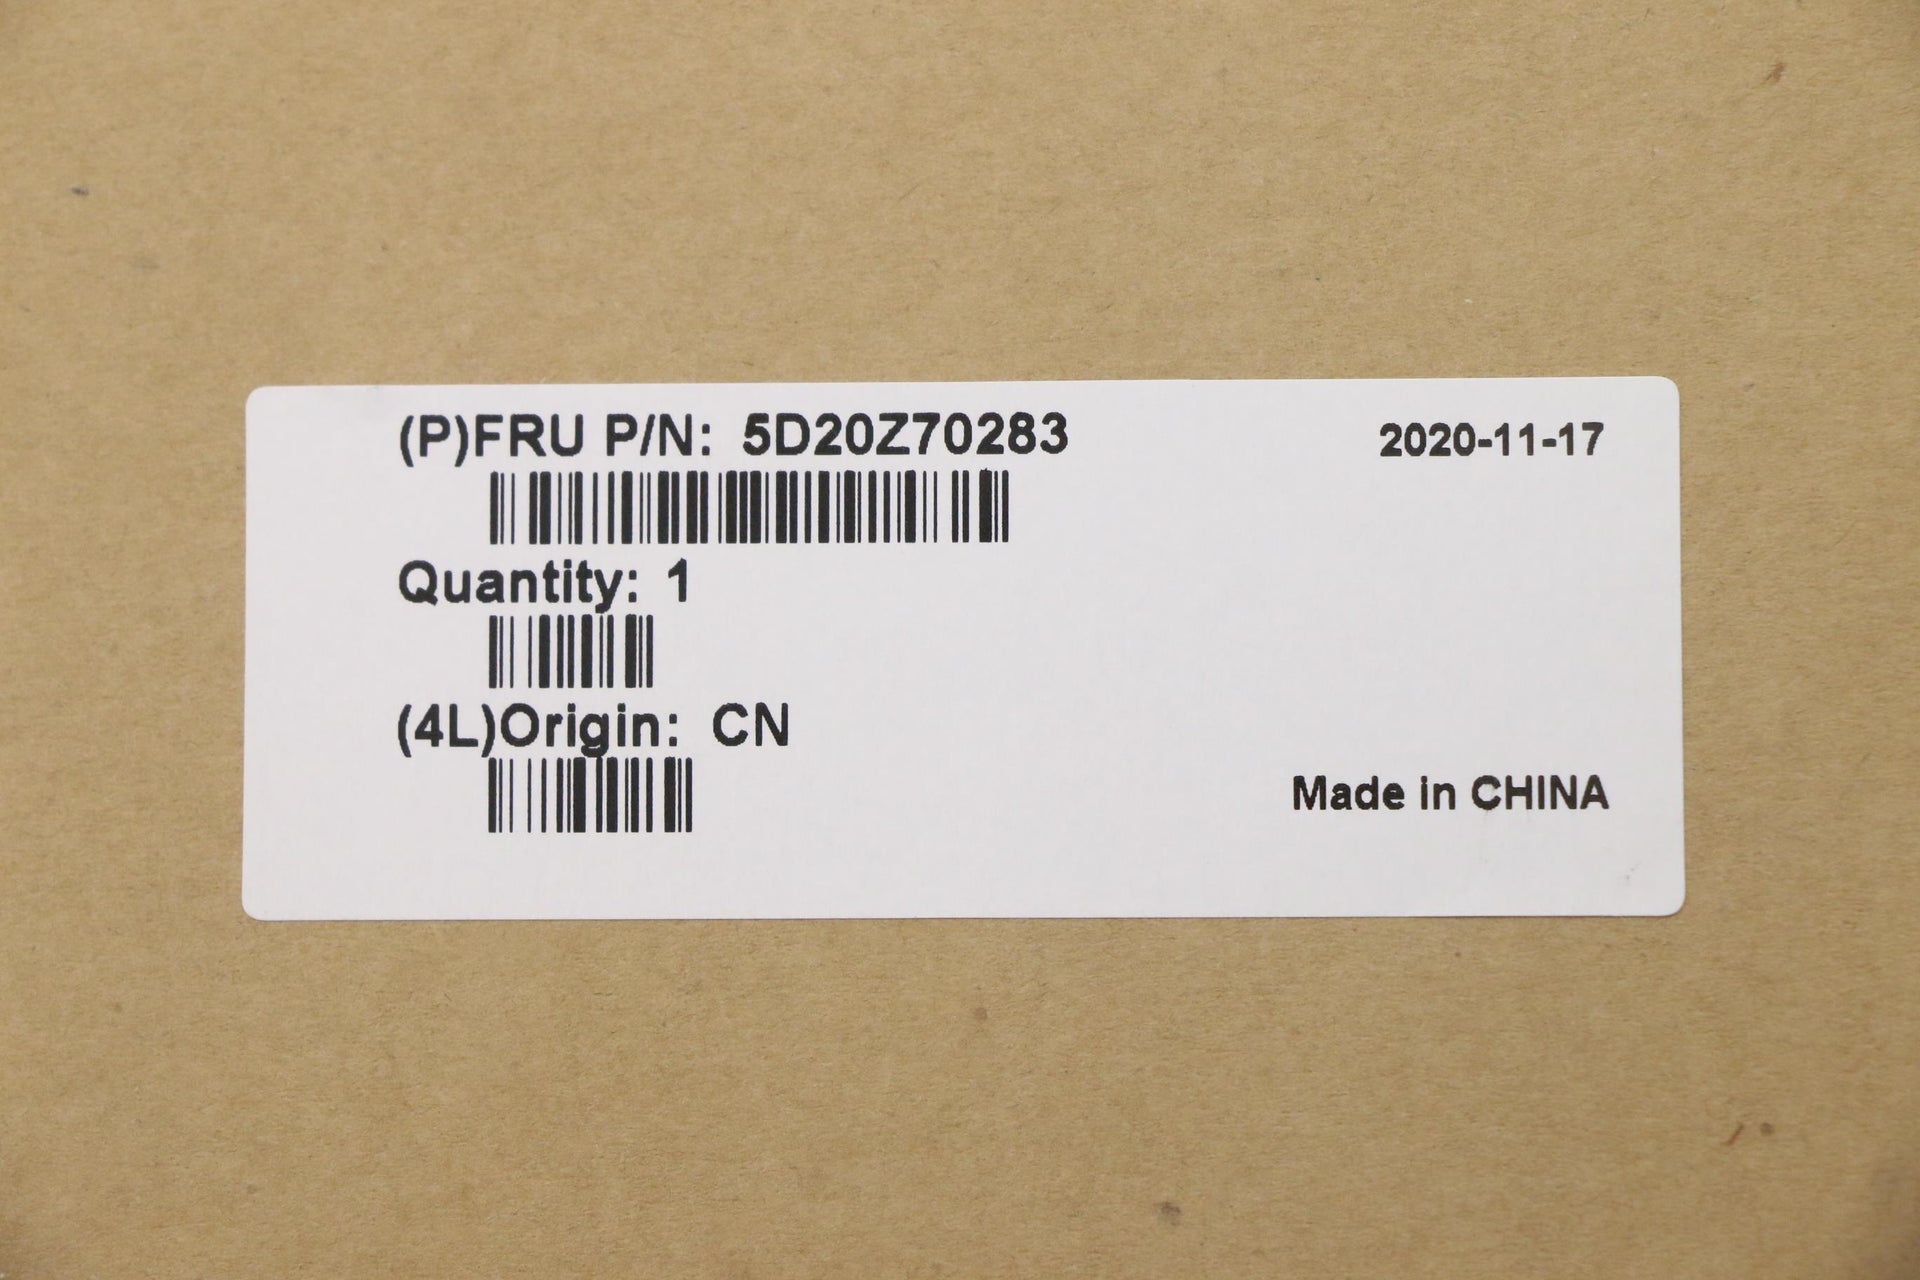 (P)FRU P/N: 5D20Z70283
2020-11-17
Quantity: 1
(4L)Origin: CN
Made in CHINA